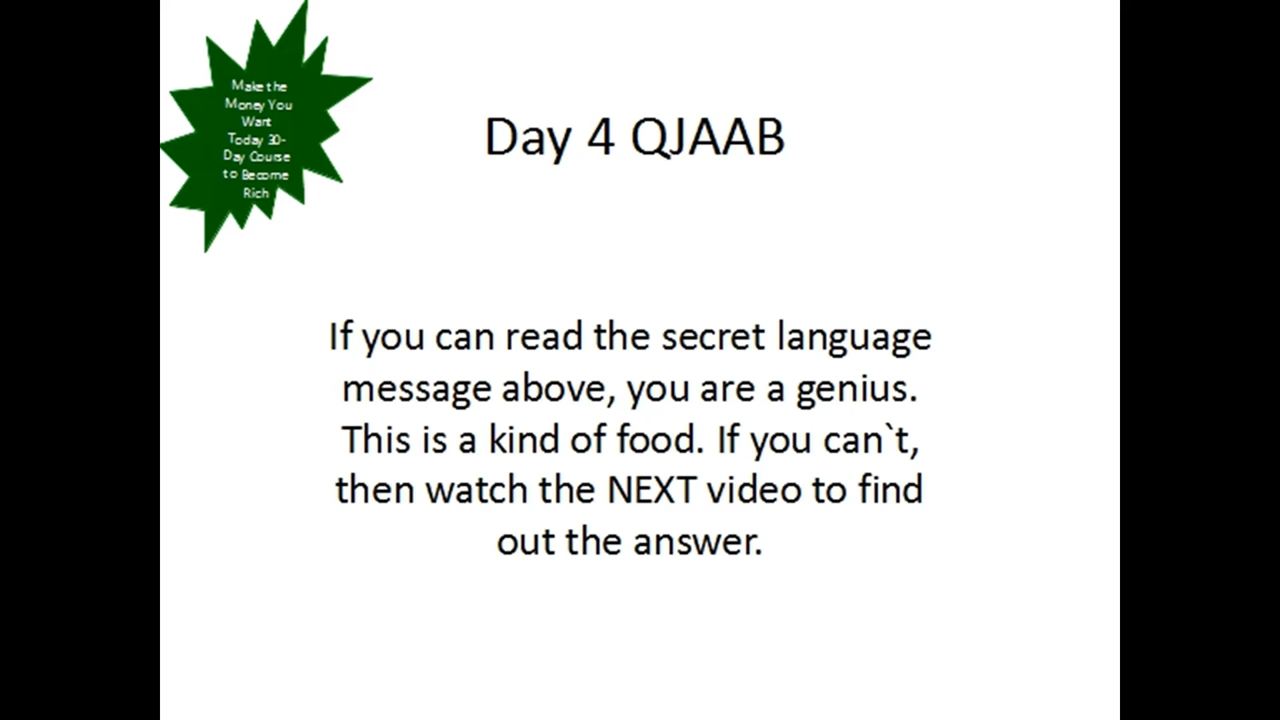 Make the
Money You
Want
Today 30-
Day Course
to Become
Rich
Day 4 QJAAB
If you can read the secret language
message above, you are a genius.
This is a kind of food. If you can`t,
then watch the NEXT video to find
out the answer.